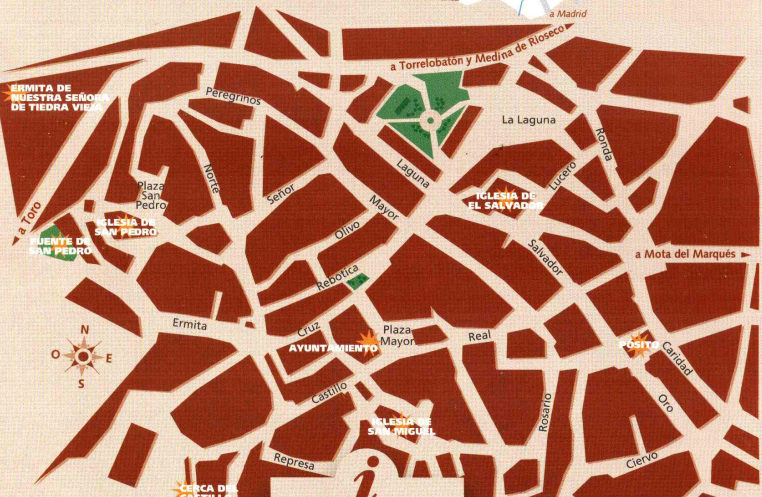 a Madrid
a Torrelobatón y Medina de Rioseco
ERMITA DE
NUESTRA SEÑORA
DE TIEDRA VIEJA
Peregrinos
La Laguna
Ronda
Laguna
Lucero
Norte
Señor
Plaza
San
Pedro
Mayor
IGLESIA DE
EL SALVADOR
a Toro
IGLESIA DE
SAN PEDRO
FUENTE DE
SAN PEDRO
Olivo
Salvador
a Mota del Marqués
Rebotica
Ermita
Cruz
Plaza
Mayor
Real
AYUNTAMIENTO
PÓSITO
Caridad
N
O
E
S
Castillo
Rosario
Oro
IGLESIA DE
SAN MIGUEL
Represa
Ciervo
i
CERCA DEL
CASTILLO